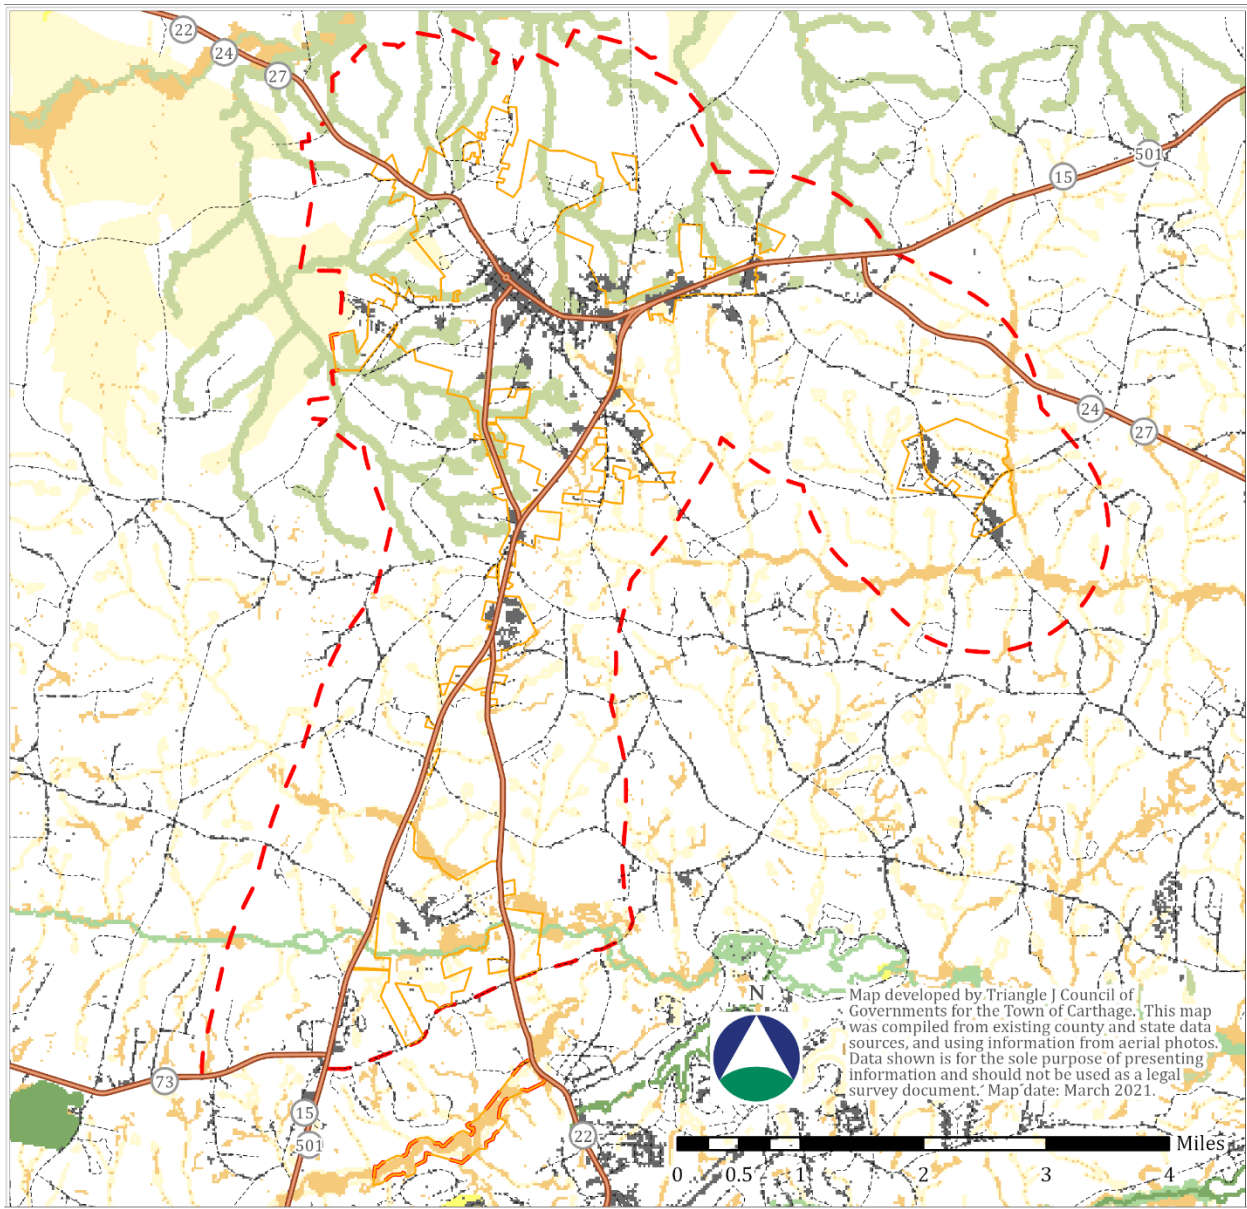 22
24
27
501
15
24
27
N
Map developed by Triangle J Council of
Governments for the Town of Carthage. This map
was compiled from existing county and state data
sources, and using information from aerial photos.
Data shown is for the sole purpose of presenting
information and should not be used as a legal
survey document. Map date: March 2021.
73
15
501
22
Miles
0 0.5 1 2 3 4